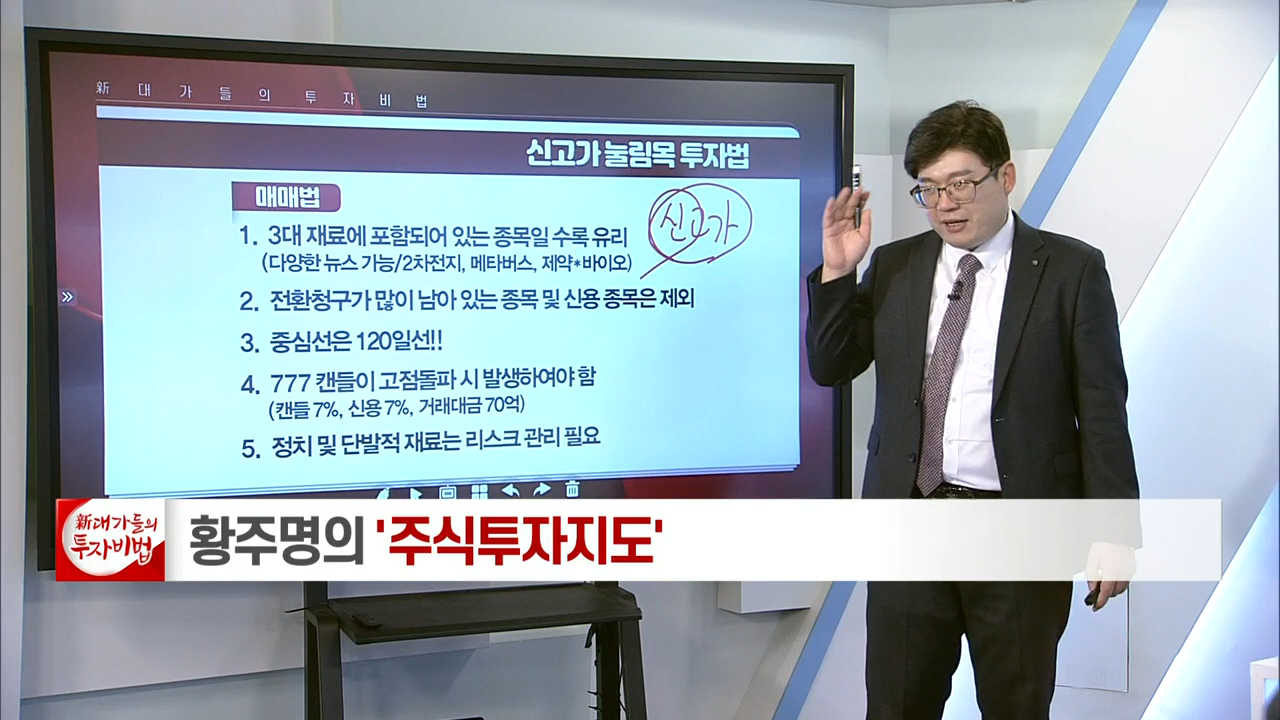 新 대 가 들 의 투 자 비 법
신고가 눌림목 투자법
매매법
신고가
1. 3대 재료에 포함되어 있는 종목일 수록 유리
(다양한 뉴스 가능/2차전지, 메타버스, 제약*바이오)
2. 전환청구가 많이 남아 있는 종목 및 신용 종목은 제외
3. 중심선은 120일선!!
4. 777 캔들이 고점돌파 시 발생하여야 함
(캔들 7%, 신용 7%, 거래대금 70억)
5. 정치 및 단발적 재료는 리스크 관리 필요
新대가들의
투자비법
황주명의 '주식투자지도'